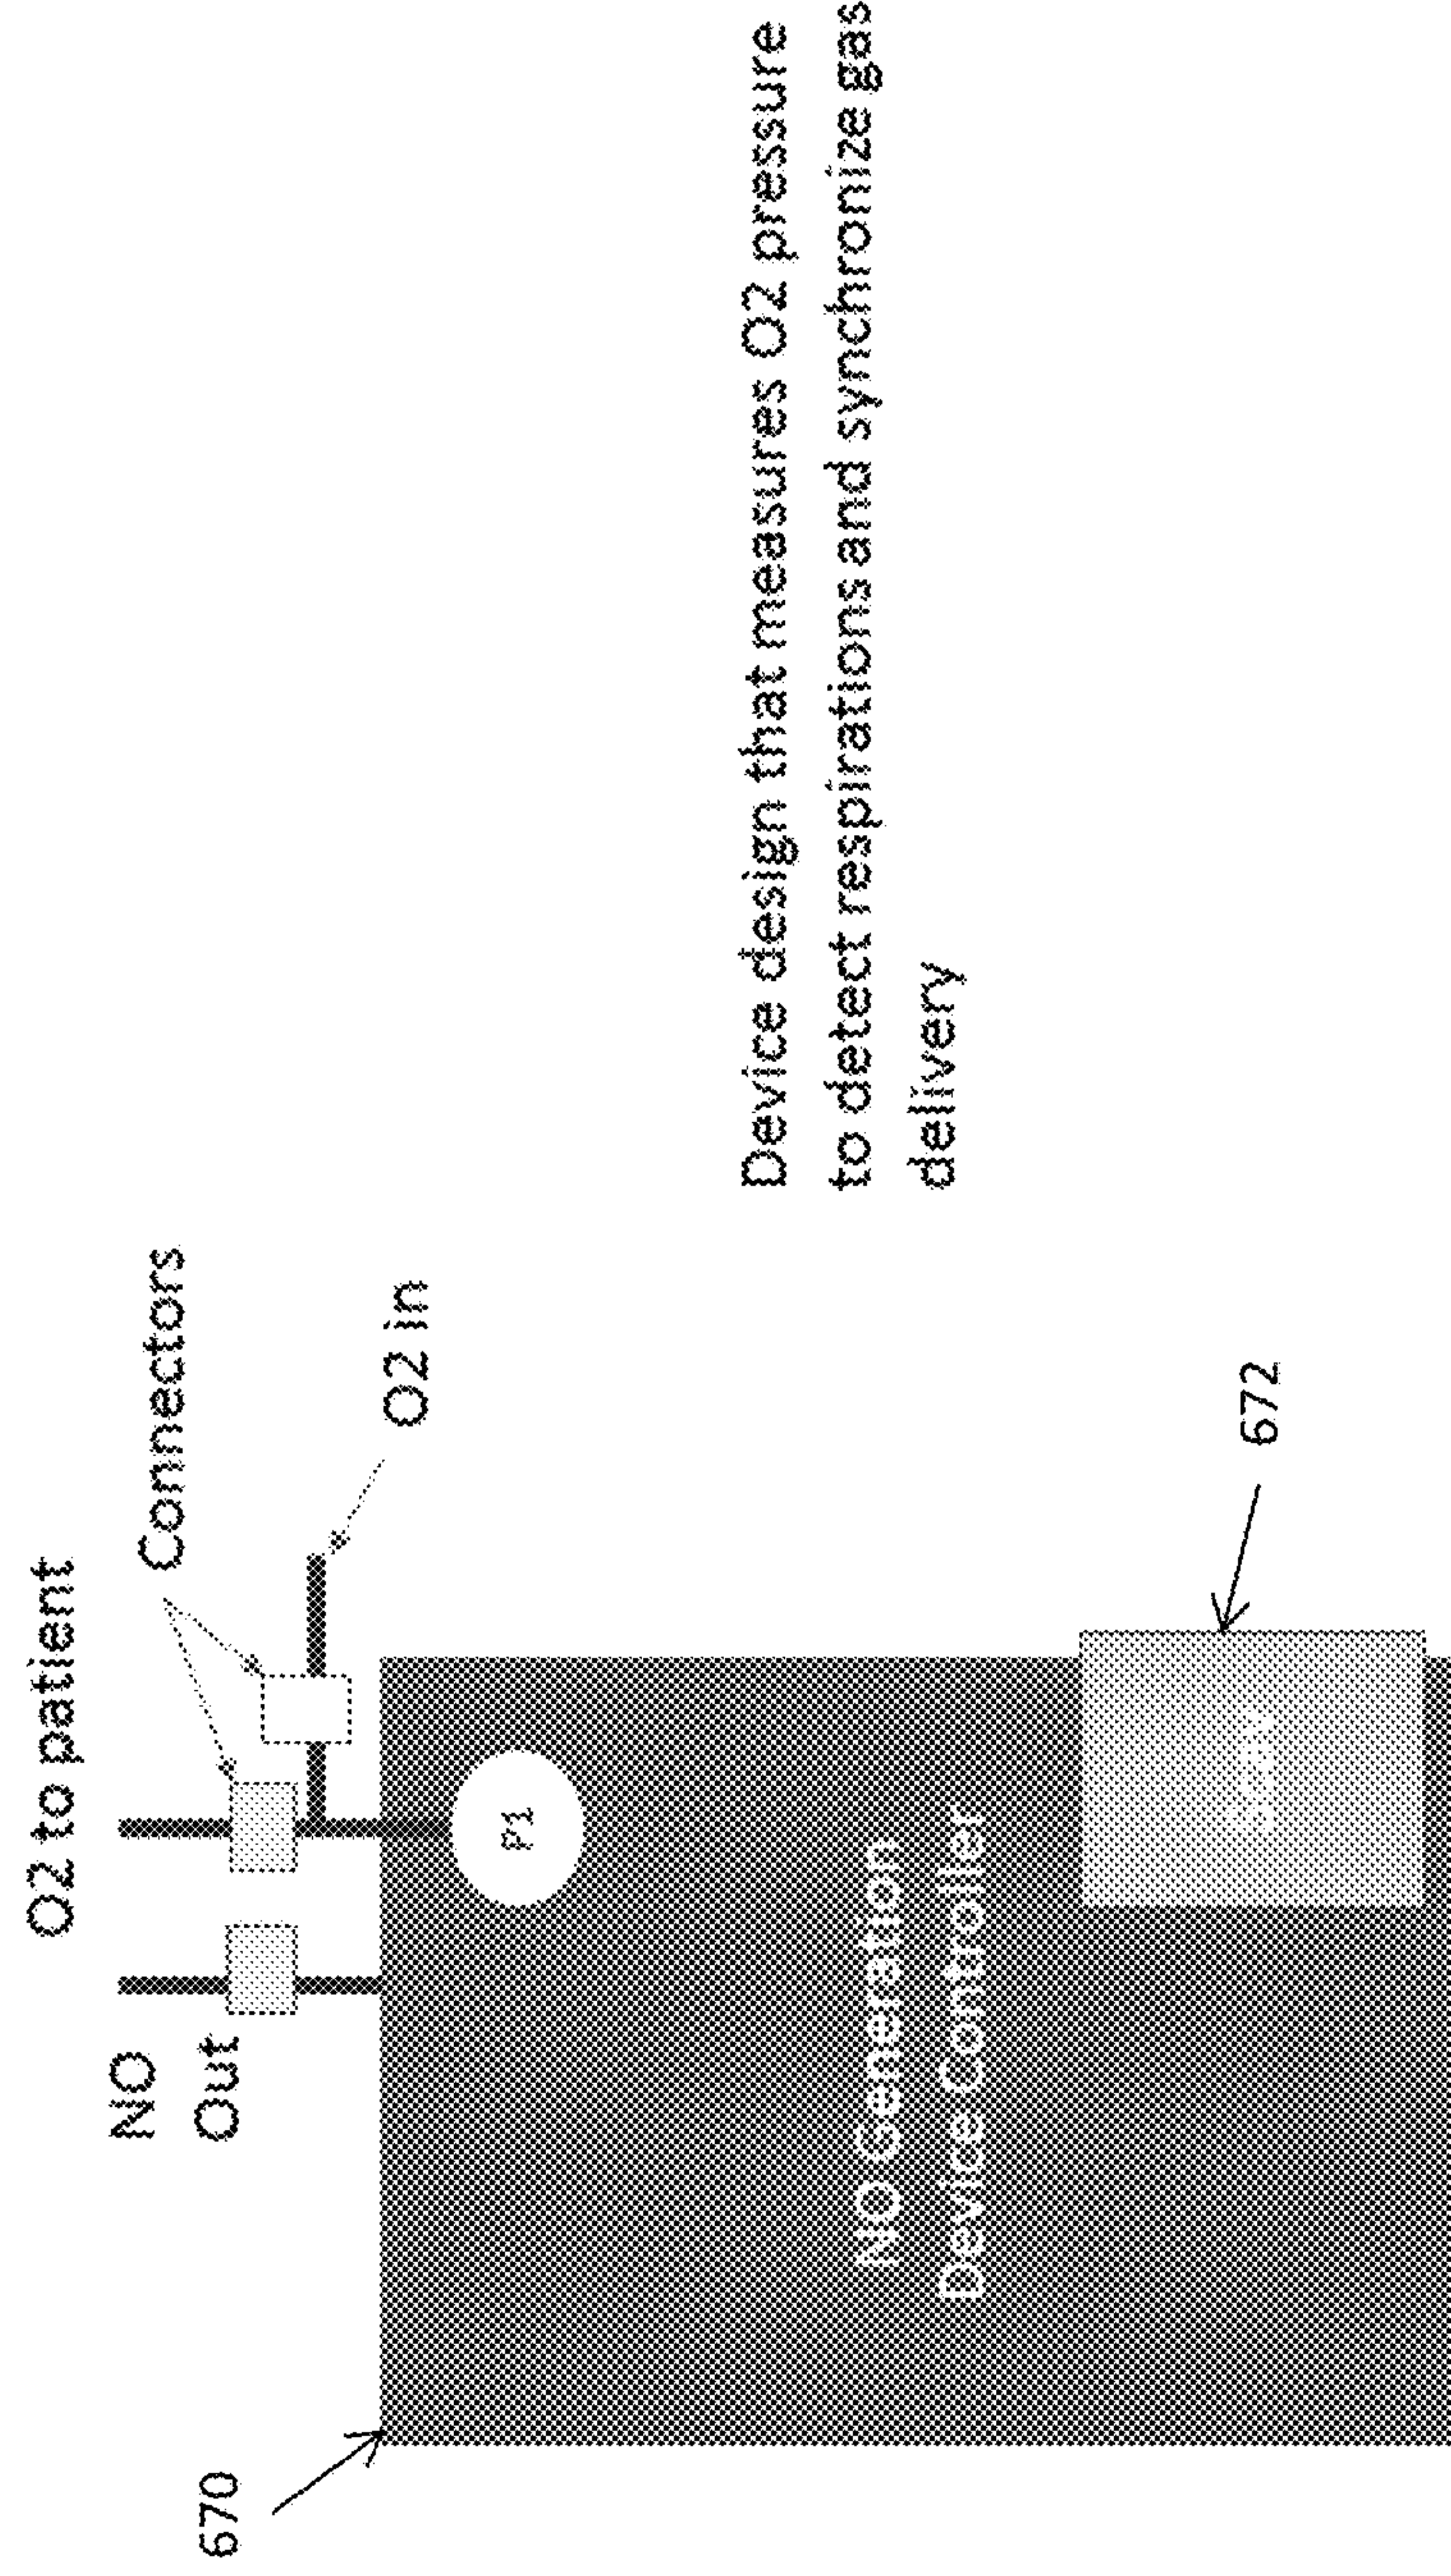 O2 to patient
Connectors
NO
Out
O2 in
670
P1
Device design that measures O2 pressure
to detect respirations and synchronize gas
delivery
NO Generation
Device Controller
672